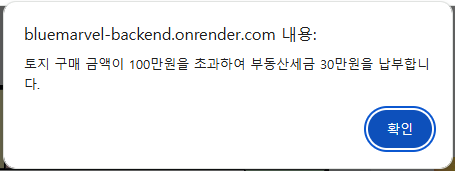 bluemarvel-backend.onrender.com 내용:
토지 구매 금액이 100만원을 초과하여 부동산세금 30만원을 납부합니
다.
확인